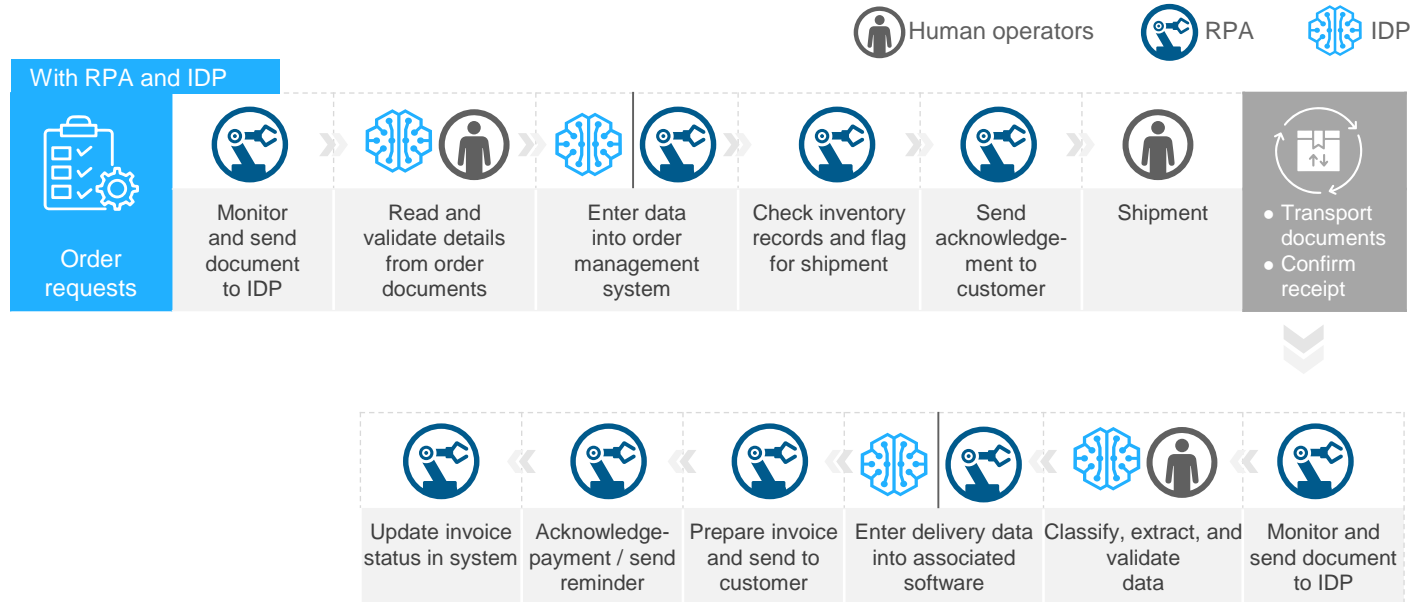 Human operators
RPA
IDP
With RPA and IDP
Order
requests
Monitor
and send
document
to IDP
Read and
validate details
from order
documents
Enter data
into order
management
system
Check inventory
records and flag
for shipment
Send
acknowledge-
ment to
customer
Shipment
● Transport
documents
● Confirm
receipt
Update invoice
status in system
Acknowledge-
payment / send
reminder
Prepare invoice
and send to
customer
Enter delivery data
into associated
software
Classify, extract, and
validate
data
Monitor and
send document
to IDP